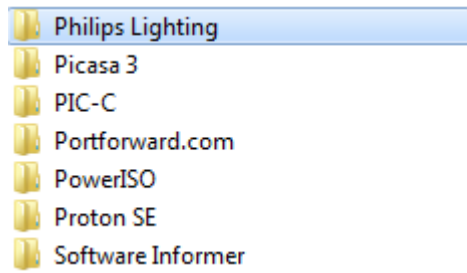 Philips Lighting
Picasa 3
PIC-C
Portforward.com
PowerISO
Proton SE
Software Informer